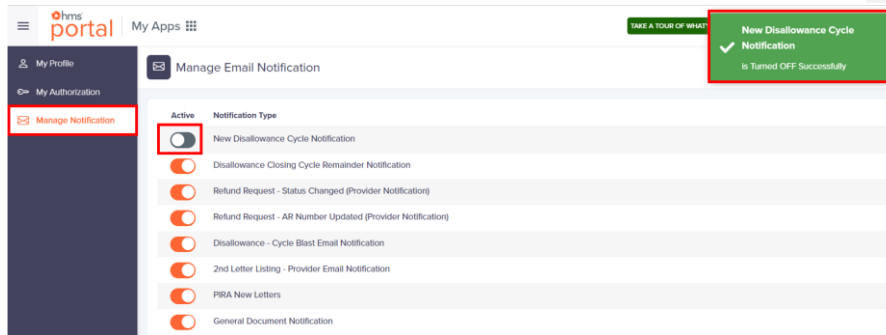 hms
portal
My Apps
TAKE A TOUR OF WHAT'
New Disallowance Cycle
Notification
is Turned OFF Successfully
My Profile
My Authorization
Manage Notification
Manage Email Notification
Active Notification Type
New Disallowance Cycle Notification
Disallowance Closing Cycle Remainder Notification
Refund Request - Status Changed (Provider Notification)
Refund Request - AR Number Updated (Provider Notification)
Disallowance - Cycle Blast Email Notification
2nd Letter Listing - Provider Email Notification
PIRA New Letters
General Document Notification